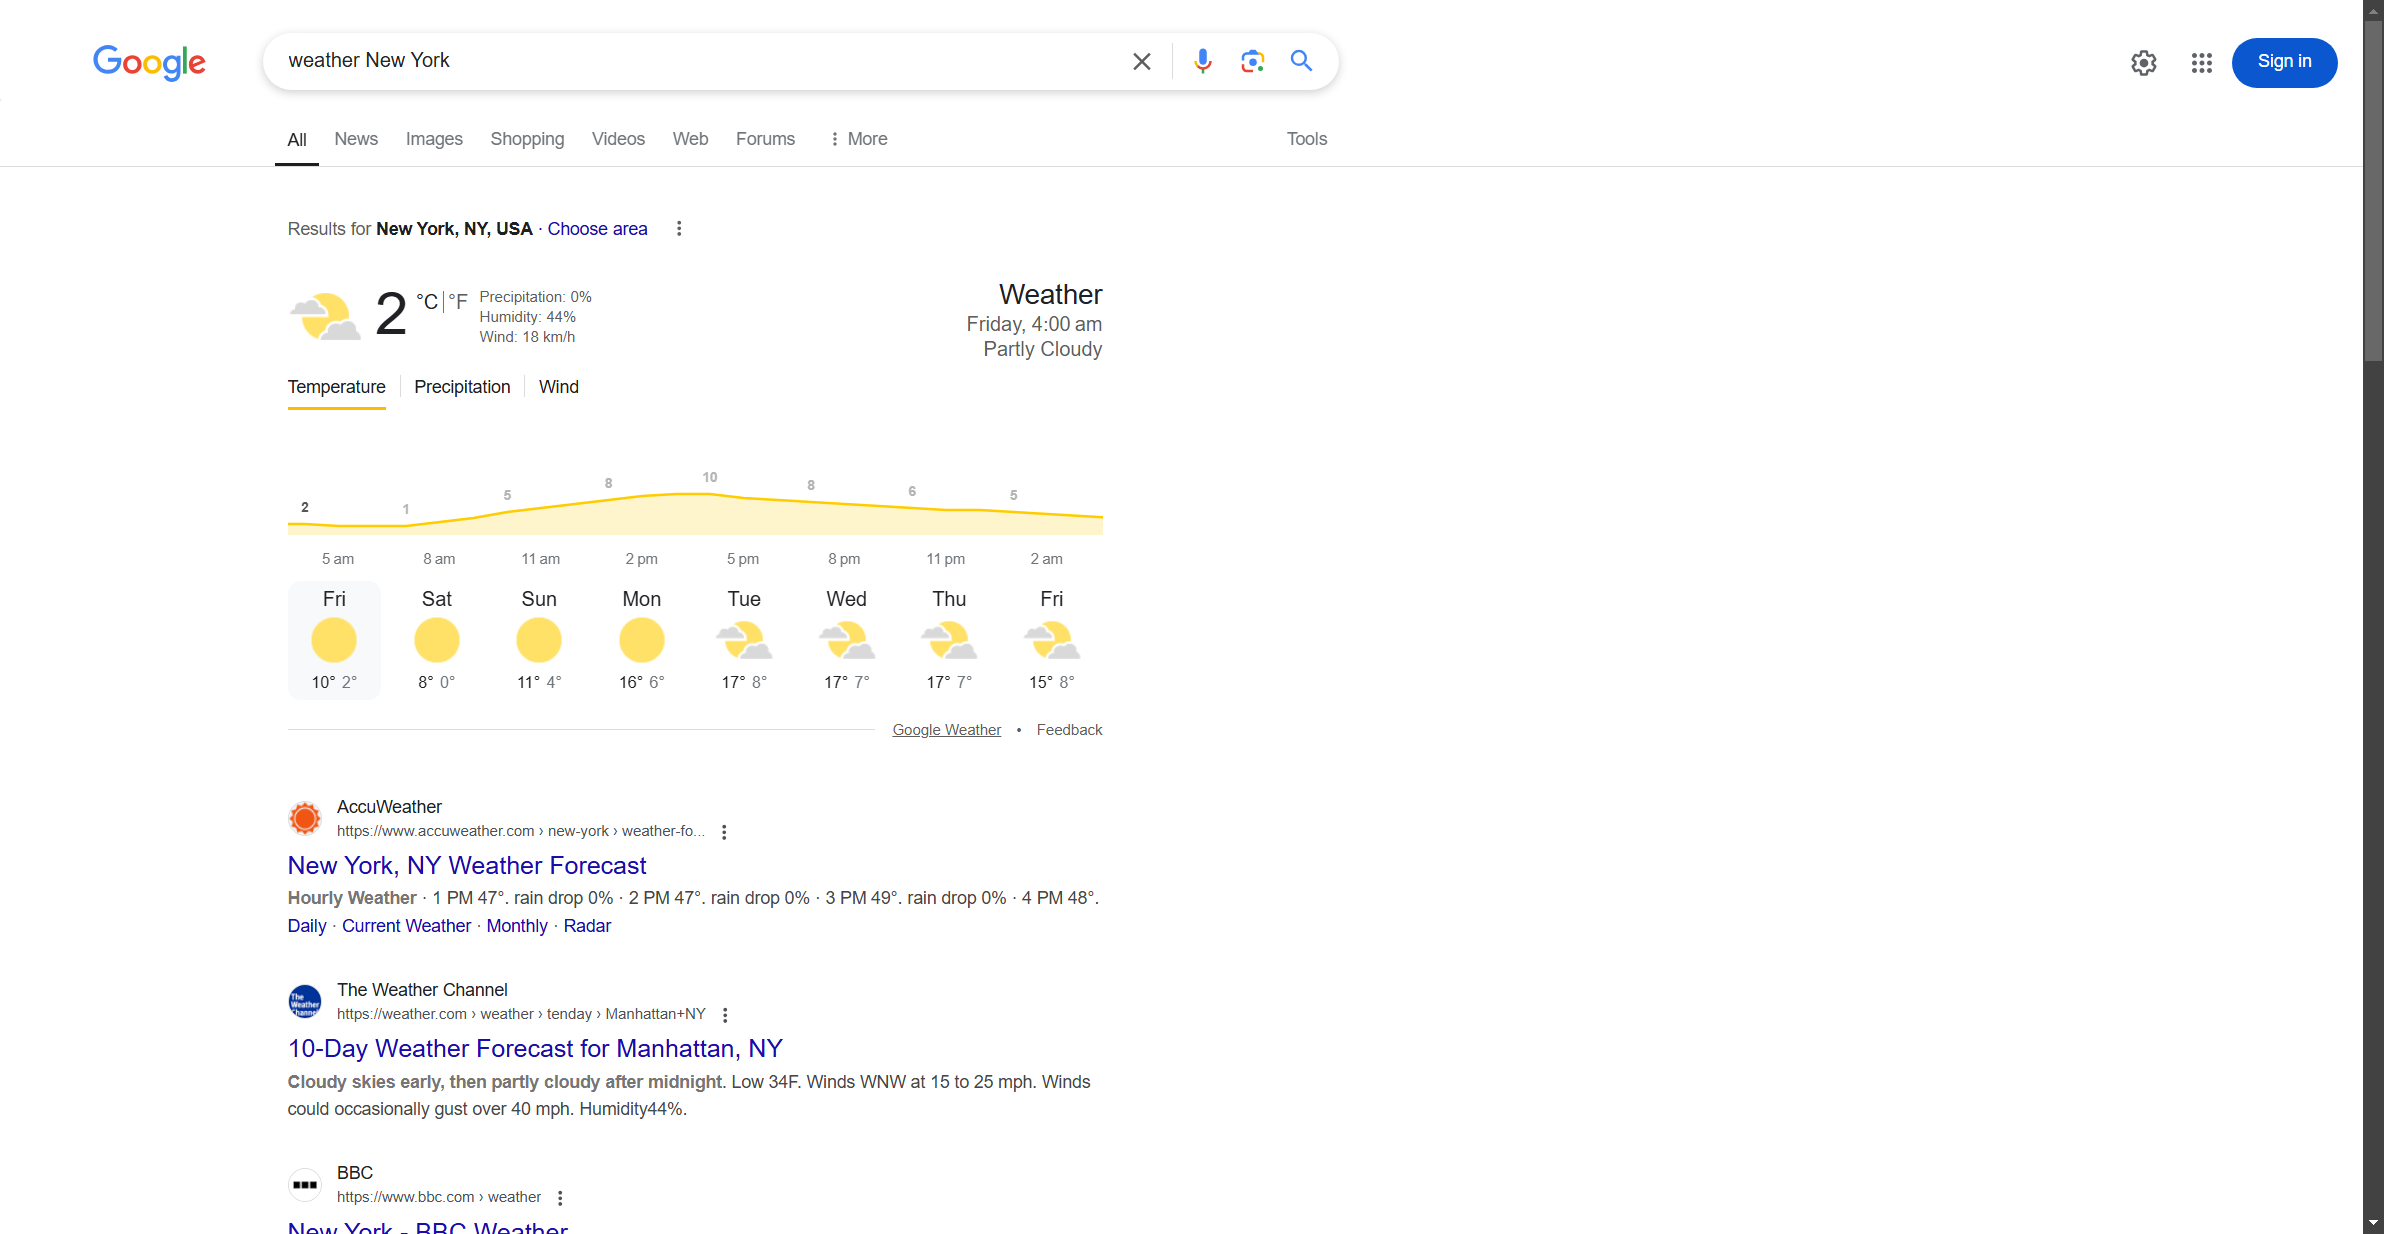 Google
weather New York
Sign in
All News Images Shopping Videos Web Forums More Tools
Results for New York, NY, USA · Choose area
2 °C | °F
Precipitation: 0%
Humidity: 44%
Wind: 18 km/h
Weather
Friday, 4:00 am
Partly Cloudy
Temperature Precipitation Wind
2 1 5 8 10 8 6 5
5 am 8 am 11 am 2 pm 5 pm 8 pm 11 pm 2 am
Fri Sat Sun Mon Tue Wed Thu Fri
10° 2° 8° 0° 11° 4° 16° 6° 17° 8° 17° 7° 17° 7° 15° 8°
Google Weather • Feedback
AccuWeather
https://www.accuweather.com › new-york › weather-fo...
New York, NY Weather Forecast
Hourly Weather · 1 PM 47°. rain drop 0% · 2 PM 47°. rain drop 0% · 3 PM 49°. rain drop 0% · 4 PM 48°.
Daily · Current Weather · Monthly · Radar
The Weather Channel
The Weather Channel
https://weather.com › weather › tenday › Manhattan+NY
10-Day Weather Forecast for Manhattan, NY
Cloudy skies early, then partly cloudy after midnight. Low 34F. Winds WNW at 15 to 25 mph. Winds
could occasionally gust over 40 mph. Humidity44%.
BBC
https://www.bbc.com › weather
New York - BBC Weather